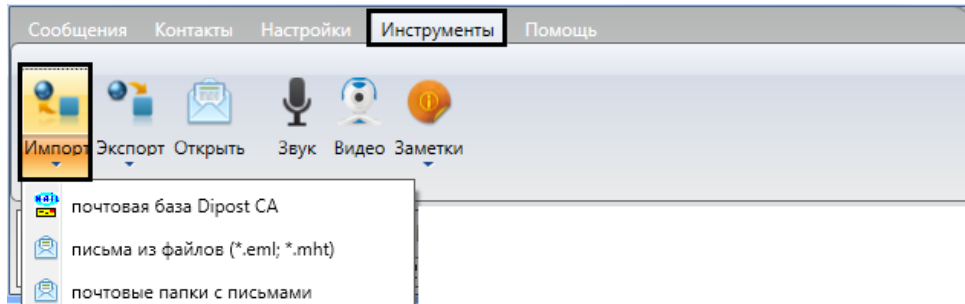 Сообщения Контакты Настройки Инструменты Помощь
Импорт Экспорт Открыть Звук Видео Заметки
почтовая база Dipost CA
письма из файлов (*.eml; *.mht)
почтовые папки с письмами